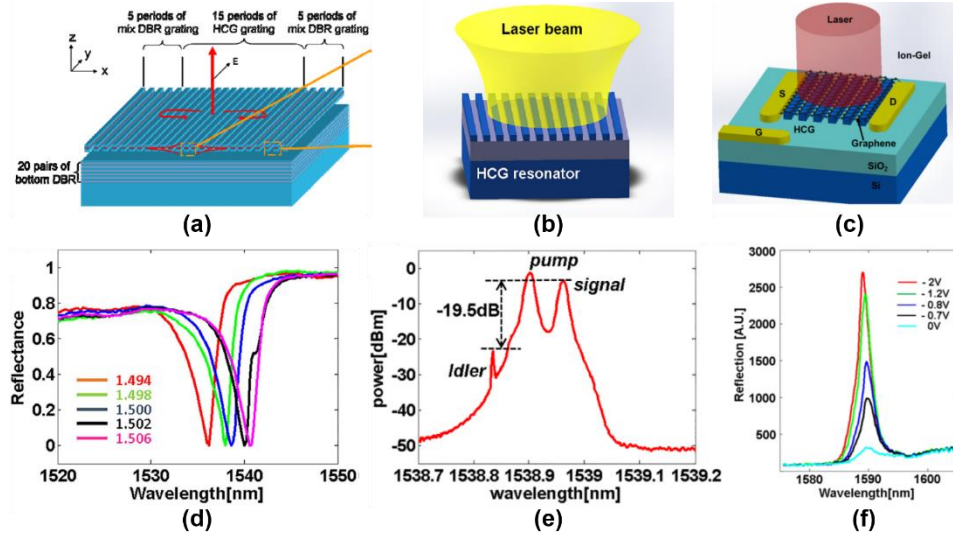 5 periods of
mix DBR grating
15 periods of
HCG grating
5 periods of
mix DBR grating
z
y
x
E
20 pairs of
bottom DBR
(a)
Laser beam
HCG resonator
(b)
Laser
Ion-Gel
S
D
G
HCG
Graphene
SiO2
Si
(c)
Reflectance
1
0.8
0.6
0.4
0.2
0
1.494
1.498
1.500
1.502
1.506
1520
1530
1540
1550
Wavelength[nm]
(d)
power[dBm]
0
-10
-20
-30
-40
-50
pump
signal
-19.5dB
Idler
1538.7
1538.8
1538.9
1539
1539.1
1539.2
wavelength[nm]
(e)
Reflection [A.U.]
3000
2500
2000
1500
1000
500
- 2V
- 1.2V
- 0.8V
- 0.7V
0V
1580
1590
1600
Wavelength[nm]
(f)